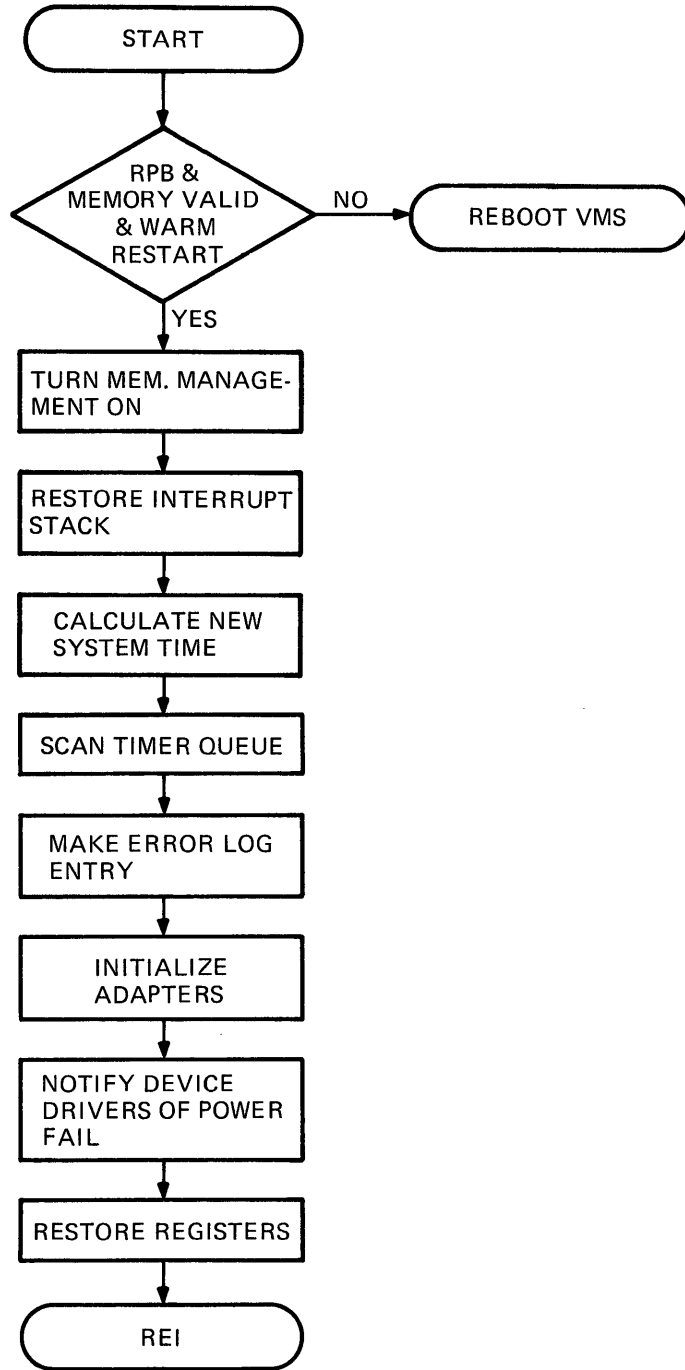 START
RPB &
MEMORY VALID
& WARM
RESTART
NO
REBOOT VMS
YES
TURN MEM. MANAGE-
MENT ON
RESTORE INTERRUPT
STACK
CALCULATE NEW
SYSTEM TIME
SCAN TIMER QUEUE
MAKE ERROR LOG
ENTRY
INITIALIZE
ADAPTERS
NOTIFY DEVICE
DRIVERS OF POWER
FAIL
RESTORE REGISTERS
REI